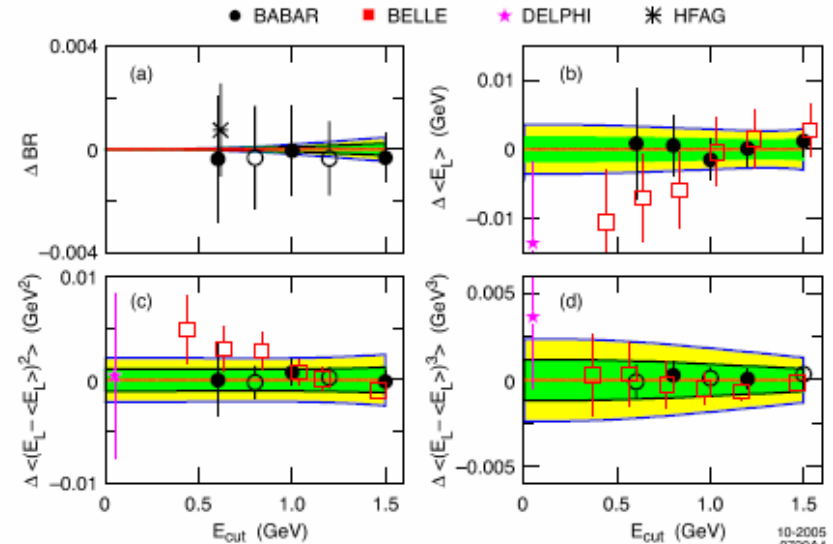 BABAR BELLE DELPHI HFAG
0.004
0
−0.004
Δ BR
(a)
0.01
0
−0.01
Δ <E_L> (GeV)
(b)
0.01
0
−0.01
Δ <(E_L − <E_L>)²> (GeV²)
(c)
0 0.5 1.0 1.5
E_cut (GeV)
0.005
0
−0.005
Δ <(E_L − <E_L>)³> (GeV³)
(d)
0 0.5 1.0 1.5
E_cut (GeV)
10-2005